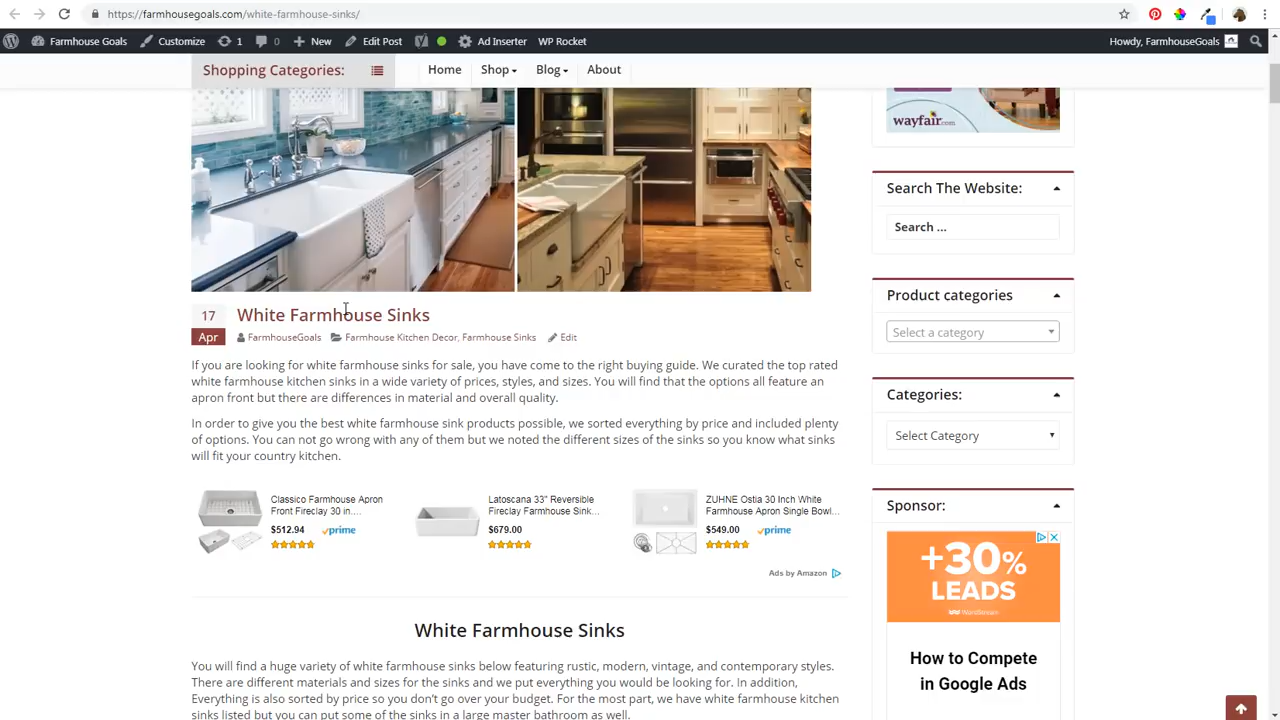 https://farmhousegoals.com/white-farmhouse-sinks/
Farmhouse Goals Customize 1 0 New Edit Post Ad Inserter WP Rocket Howdy, FarmhouseGoals
Shopping Categories: Home Shop Blog About
wayfair.com
Search The Website:
Search ...
Product categories
Select a category
Categories:
Select Category
17
Apr
White Farmhouse Sinks
FarmhouseGoals Farmhouse Kitchen Decor, Farmhouse Sinks Edit
If you are looking for white farmhouse sinks for sale, you have come to the right buying guide. We curated the top rated
white farmhouse kitchen sinks in a wide variety of prices, styles, and sizes. You will find that the options all feature an
apron front but there are differences in material and overall quality.
In order to give you the best white farmhouse sink products possible, we sorted everything by price and included plenty
of options. You can not go wrong with any of them but we noted the different sizes of the sinks so you know what sinks
will fit your country kitchen.
Classico Farmhouse Apron
Front Fireclay 30 in....
$512.94 prime
Latoscana 33" Reversible
Fireclay Farmhouse Sink...
$679.00
ZUHNE Ostia 30 Inch White
Farmhouse Apron Single Bowl...
$549.00 prime
Ads by Amazon
White Farmhouse Sinks
You will find a huge variety of white farmhouse sinks below featuring rustic, modern, vintage, and contemporary styles.
There are different materials and sizes for the sinks and we put everything you would be looking for. In addition,
Everything is also sorted by price so you don't go over your budget. For the most part, we have white farmhouse kitchen
sinks listed but you can put some of the sinks in a large master bathroom as well.
Sponsor:
+30%
LEADS
WordStream
How to Compete
in Google Ads